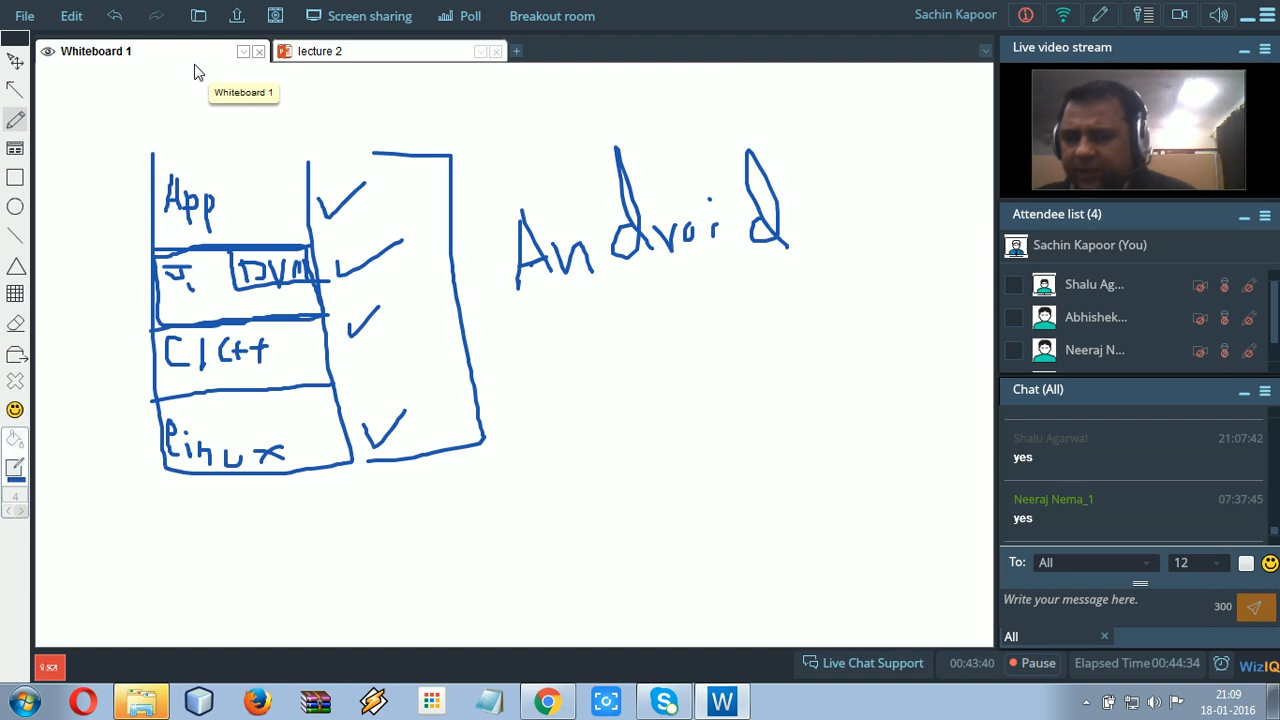 File Edit Screen sharing Poll Breakout room Sachin Kapoor
Whiteboard 1 lecture 2
Whiteboard 1
Live video stream
Attendee list (4)
Sachin Kapoor (You)
Shalu Ag...
Abhishek...
Neeraj N...
App
J. DVM
C/C++
Linux
Android
Chat (All)
Shalu Agarwal 21:07:42
yes
Neeraj Nema_1 07:37:45
yes
To: All 12
Write your message here. 300
All
4
Live Chat Support 00:43:40 Pause Elapsed Time 00:44:34 WizIQ
21:09
18-01-2016